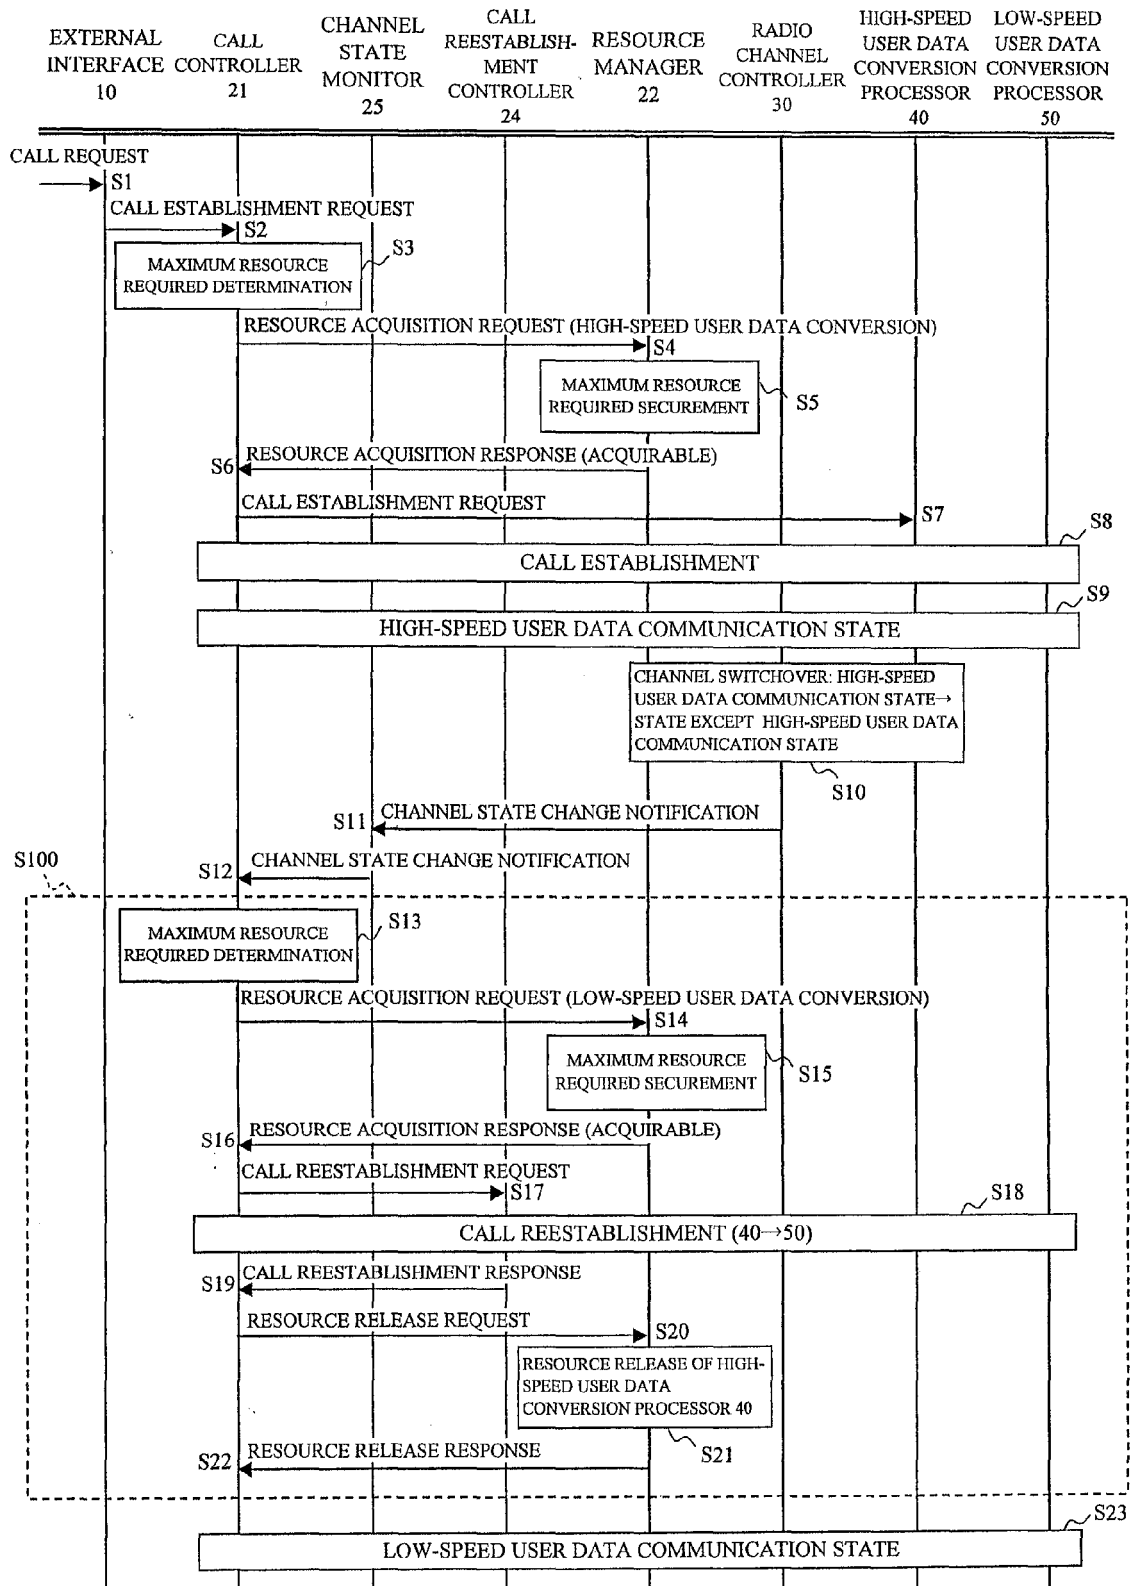 EXTERNAL
INTERFACE
10
CALL
CONTROLLER
21
CHANNEL
STATE
MONITOR
25
CALL
REESTABLISH-
MENT
CONTROLLER
24
RESOURCE
MANAGER
22
RADIO
CHANNEL
CONTROLLER
30
HIGH-SPEED
USER DATA
CONVERSION
PROCESSOR
40
LOW-SPEED
USER DATA
CONVERSION
PROCESSOR
50
CALL REQUEST
S1
CALL ESTABLISHMENT REQUEST
S2
MAXIMUM RESOURCE
REQUIRED DETERMINATION
S3
RESOURCE ACQUISITION REQUEST (HIGH-SPEED USER DATA CONVERSION)
S4
MAXIMUM RESOURCE
REQUIRED SECUREMENT
S5
RESOURCE ACQUISITION RESPONSE (ACQUIRABLE)
S6
CALL ESTABLISHMENT REQUEST
S7
S8
CALL ESTABLISHMENT
S9
HIGH-SPEED USER DATA COMMUNICATION STATE
CHANNEL SWITCHOVER: HIGH-SPEED
USER DATA COMMUNICATION STATE→
STATE EXCEPT HIGH-SPEED USER DATA
COMMUNICATION STATE
S10
CHANNEL STATE CHANGE NOTIFICATION
S11
CHANNEL STATE CHANGE NOTIFICATION
S12
S100
MAXIMUM RESOURCE
REQUIRED DETERMINATION
S13
RESOURCE ACQUISITION REQUEST (LOW-SPEED USER DATA CONVERSION)
S14
MAXIMUM RESOURCE
REQUIRED SECUREMENT
S15
RESOURCE ACQUISITION RESPONSE (ACQUIRABLE)
S16
CALL REESTABLISHMENT REQUEST
S17
S18
CALL REESTABLISHMENT (40→50)
CALL REESTABLISHMENT RESPONSE
S19
RESOURCE RELEASE REQUEST
S20
RESOURCE RELEASE OF HIGH-
SPEED USER DATA
CONVERSION PROCESSOR 40
S21
RESOURCE RELEASE RESPONSE
S22
S23
LOW-SPEED USER DATA COMMUNICATION STATE